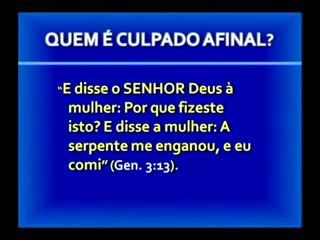 QUEM É CULPADO AFINAL?
“E disse o SENHOR Deus à
mulher: Por que fizeste
isto? E disse a mulher: A
serpente me enganou, e eu
comi” (Gen. 3:13).